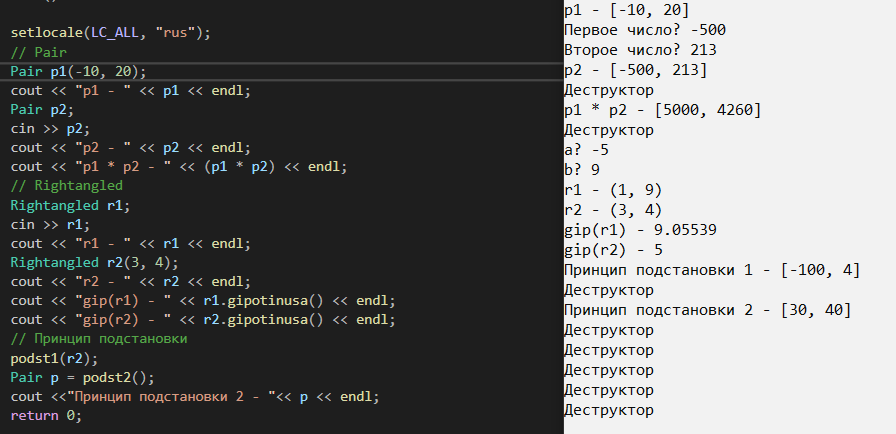 setlocale(LC_ALL, "rus");
// Pair
Pair p1(-10, 20);
cout << "p1 - " << p1 << endl;
Pair p2;
cin >> p2;
cout << "p2 - " << p2 << endl;
cout << "p1 * p2 - " << (p1 * p2) << endl;
// Rightangled
Rightangled r1;
cin >> r1;
cout << "r1 - " << r1 << endl;
Rightangled r2(3, 4);
cout << "r2 - " << r2 << endl;
cout << "gip(r1) - " << r1.gipotinusa() << endl;
cout << "gip(r2) - " << r2.gipotinusa() << endl;
// Принцип подстановки
podst1(r2);
Pair p = podst2();
cout <<"Принцип подстановки 2 - "<< p << endl;
return 0;
p1 - [-10, 20]
Первое число? -500
Второе число? 213
p2 - [-500, 213]
Деструктор
p1 * p2 - [5000, 4260]
Деструктор
a? -5
b? 9
r1 - (1, 9)
r2 - (3, 4)
gip(r1) - 9.05539
gip(r2) - 5
Принцип подстановки 1 - [-100, 4]
Деструктор
Принцип подстановки 2 - [30, 40]
Деструктор
Деструктор
Деструктор
Деструктор
Деструктор